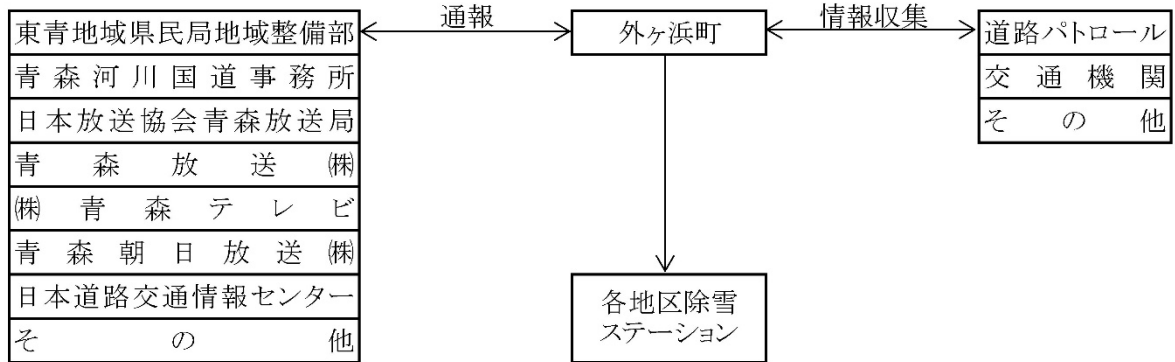 東青地域県民局地域整備部
青森河川国道事務所
日本放送協会青森放送局
青森放送㈱
㈱青森テレビ
青森朝日放送㈱
日本道路交通情報センター
その他
通報
外ヶ浜町
情報収集
道路パトロール
交通機関
その他
各地区除雪
ステーション